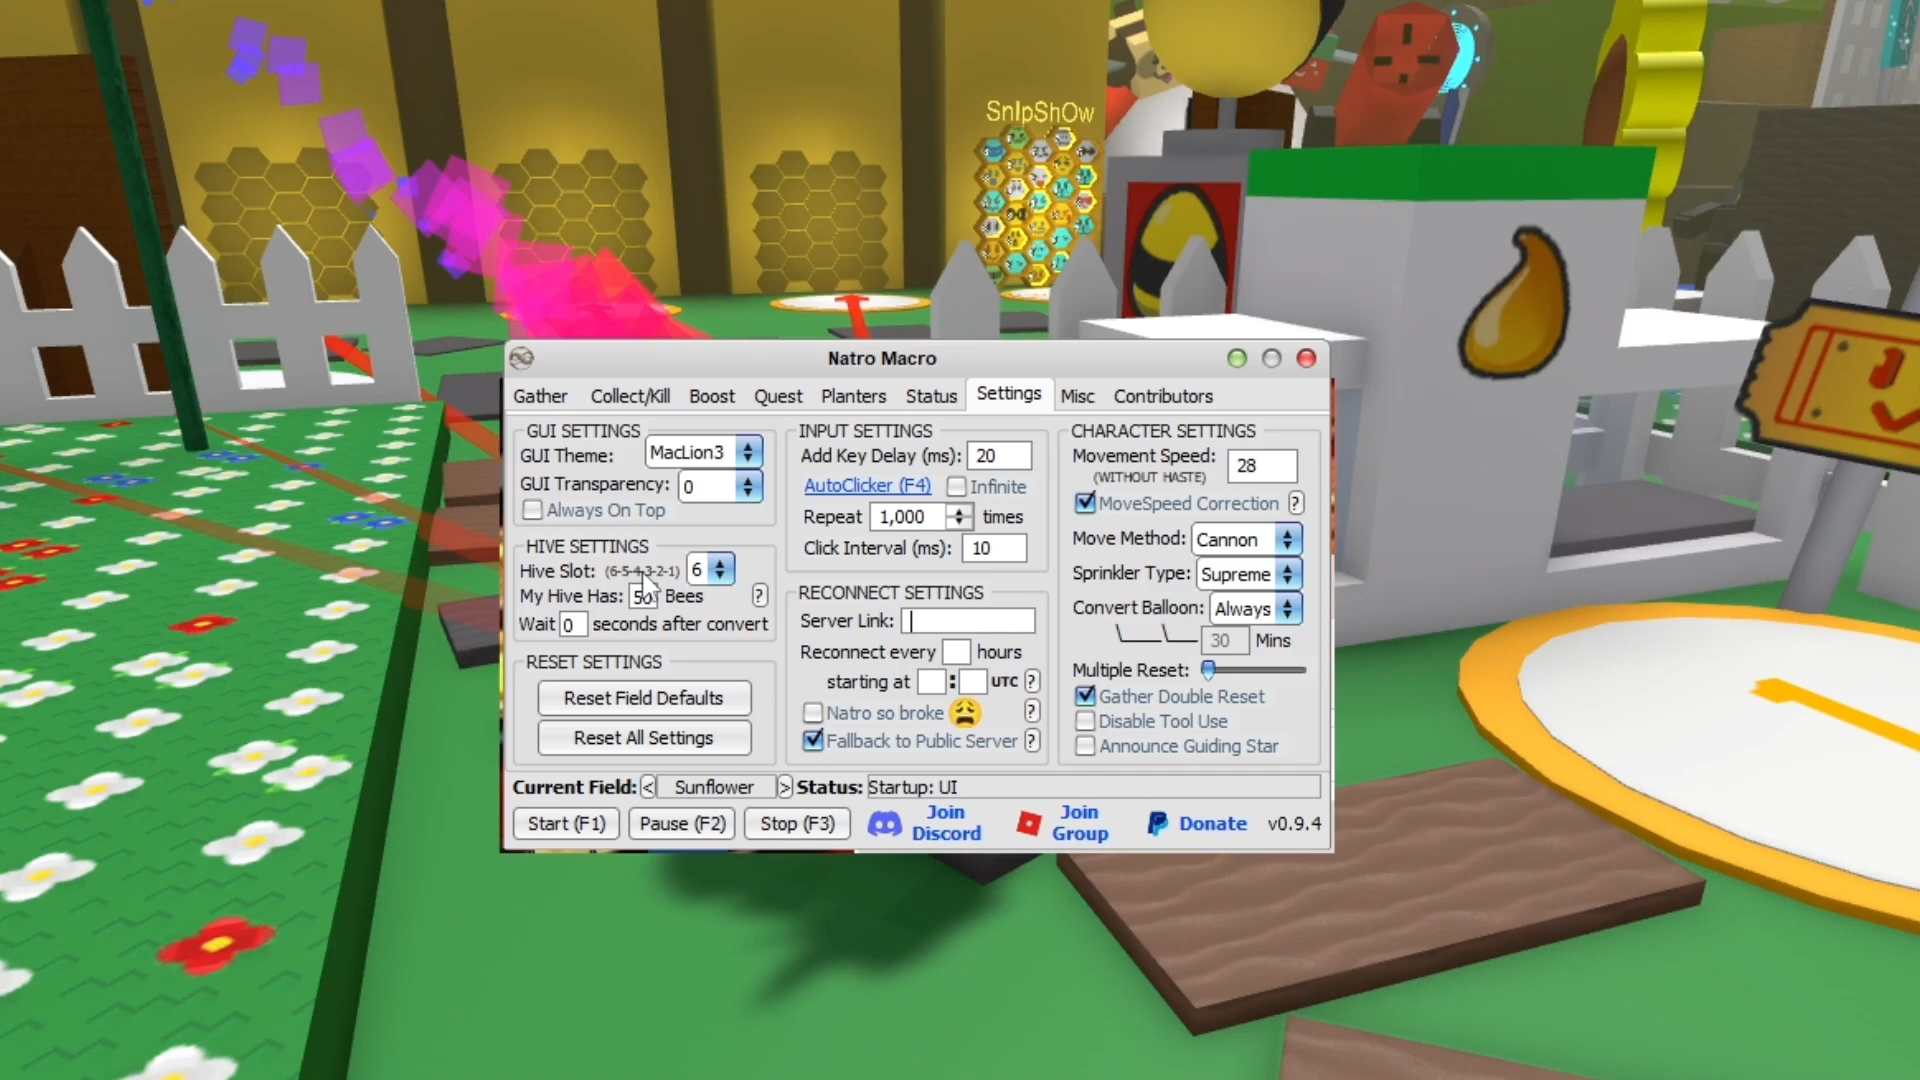 SnIpShOw
Natro Macro
Gather Collect/Kill Boost Quest Planters Status Settings Misc Contributors
GUI SETTINGS
GUI Theme: MacLion3
GUI Transparency: 0
Always On Top
HIVE SETTINGS
Hive Slot: (6-5-4-3-2-1) 6
My Hive Has: 50 Bees ?
Wait 0 seconds after convert
RESET SETTINGS
Reset Field Defaults
Reset All Settings
INPUT SETTINGS
Add Key Delay (ms): 20
AutoClicker (F4) Infinite
Repeat 1,000 times
Click Interval (ms): 10
RECONNECT SETTINGS
Server Link:
Reconnect every hours
starting at : UTC ?
Natro so broke 😩 ?
Fallback to Public Server ?
CHARACTER SETTINGS
Movement Speed: 28
(WITHOUT HASTE)
MoveSpeed Correction ?
Move Method: Cannon
Sprinkler Type: Supreme
Convert Balloon: Always
30 Mins
Multiple Reset:
Gather Double Reset
Disable Tool Use
Announce Guiding Star
Current Field: < Sunflower > Status: Startup: UI
Start (F1) Pause (F2) Stop (F3) Join Discord Join Group Donate v0.9.4